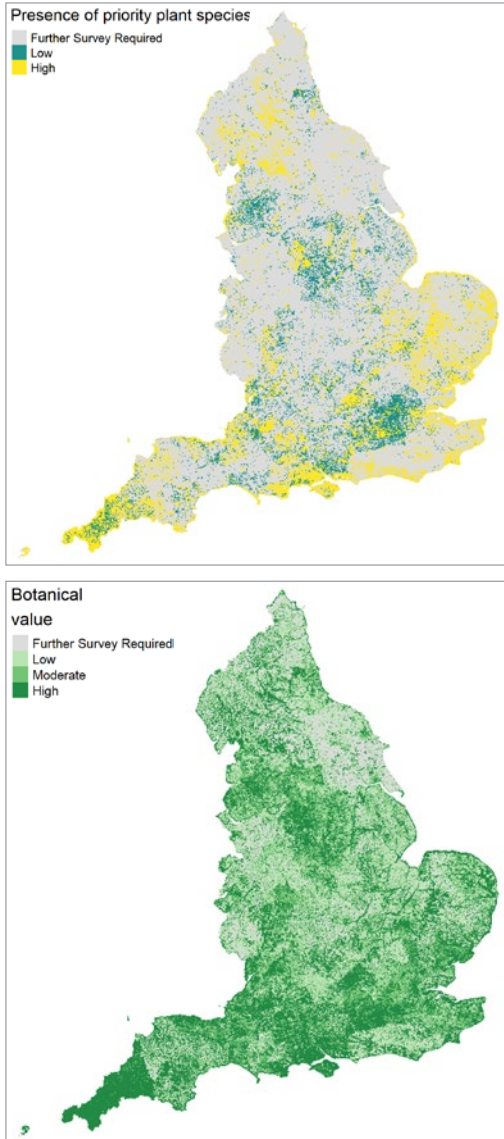 Presence of priority plant species
Further Survey Required
Low
High
Botanical
value
Further Survey Required
Low
Moderate
High